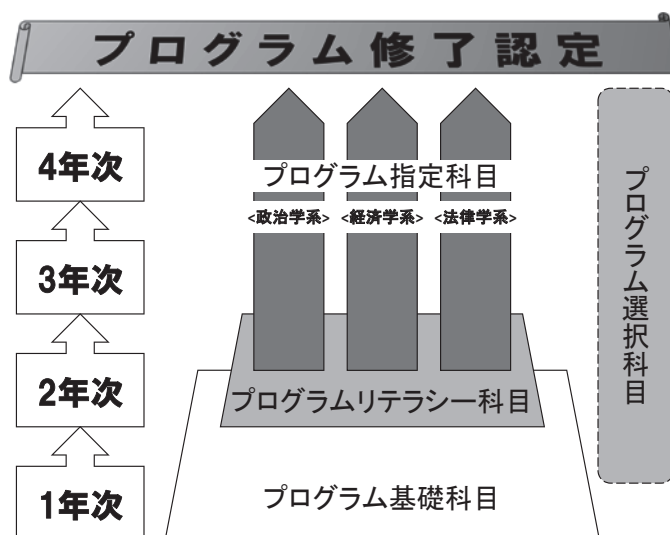 プログラム修了認定
4年次
プログラム指定科目
<政治学系> <経済学系> <法律学系>
3年次
2年次
プログラムリテラシー科目
1年次
プログラム基礎科目
プログラム選択科目